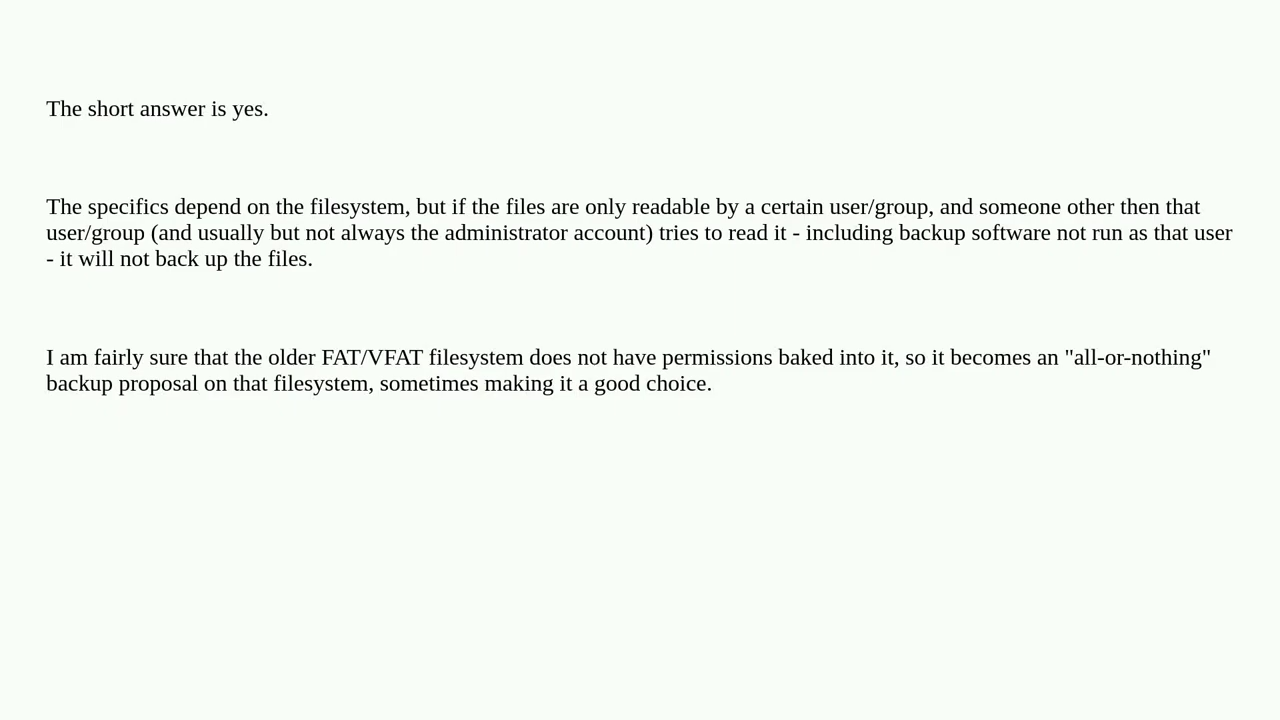 The short answer is yes.
The specifics depend on the filesystem, but if the files are only readable by a certain user/group, and someone other then that
user/group (and usually but not always the administrator account) tries to read it - including backup software not run as that user
- it will not back up the files.
I am fairly sure that the older FAT/VFAT filesystem does not have permissions baked into it, so it becomes an "all-or-nothing"
backup proposal on that filesystem, sometimes making it a good choice.